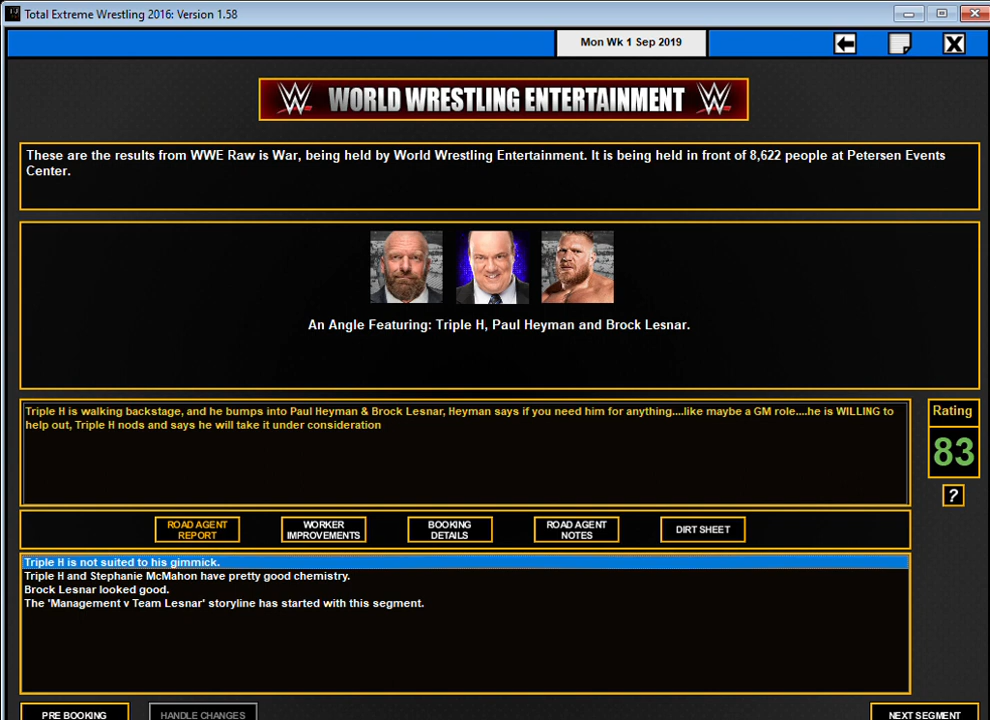 Total Extreme Wrestling 2016: Version 1.58
Mon Wk 1 Sep 2019
WORLD WRESTLING ENTERTAINMENT
These are the results from WWE Raw is War, being held by World Wrestling Entertainment. It is being held in front of 8,622 people at Petersen Events
Center.
An Angle Featuring: Triple H, Paul Heyman and Brock Lesnar.
Triple H is walking backstage, and he bumps into Paul Heyman & Brock Lesnar, Heyman says if you need him for anything....like maybe a GM role....he is WILLING to
help out, Triple H nods and says he will take it under consideration
Rating
83
?
ROAD AGENT
REPORT
WORKER
IMPROVEMENTS
BOOKING
DETAILS
ROAD AGENT
NOTES
DIRT SHEET
Triple H is not suited to his gimmick.
Triple H and Stephanie McMahon have pretty good chemistry.
Brock Lesnar looked good.
The 'Management v Team Lesnar' storyline has started with this segment.
PRE BOOKING
HANDLE CHANGES
NEXT SEGMENT